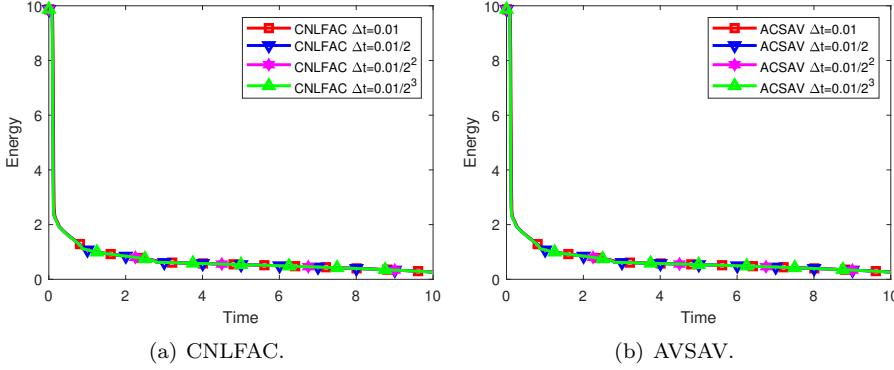 10
8
6
4
2
0
Energy
0 2 4 6 8 10
Time
CNLFAC Δt=0.01
CNLFAC Δt=0.01/2
CNLFAC Δt=0.01/2²
CNLFAC Δt=0.01/2³
(a) CNLFAC.
10
8
6
4
2
0
Energy
0 2 4 6 8 10
Time
ACSAV Δt=0.01
ACSAV Δt=0.01/2
ACSAV Δt=0.01/2²
ACSAV Δt=0.01/2³
(b) AVSAV.